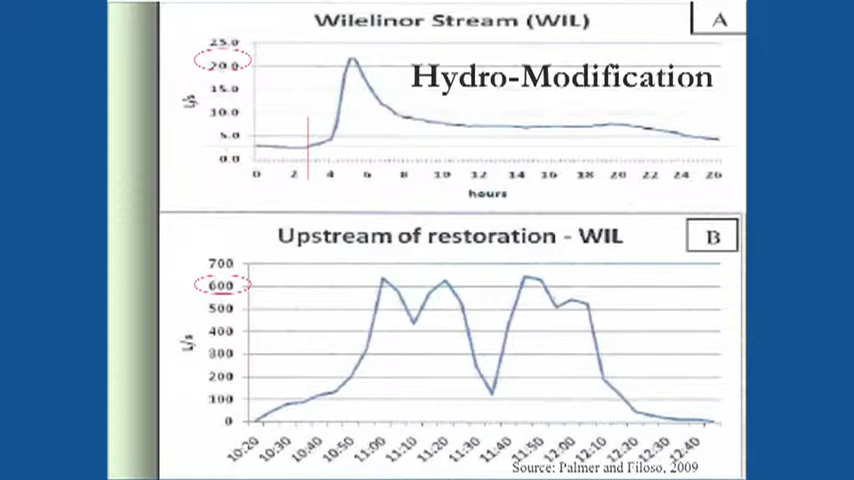 Wilelinor Stream (WIL)
A
Hydro-Modification
25.0
20.0
15.0
10.0
5.0
0.0
L/s
0 2 4 6 8 10 12 14 16 18 20 22 24 26
hours
Upstream of restoration - WIL
B
700
600
500
400
300
200
100
0
L/s
10:20 10:30 10:40 10:50 11:00 11:10 11:20 11:30 11:40 11:50 12:00 12:10 12:20 12:30 12:40
Source: Palmer and Filoso, 2009